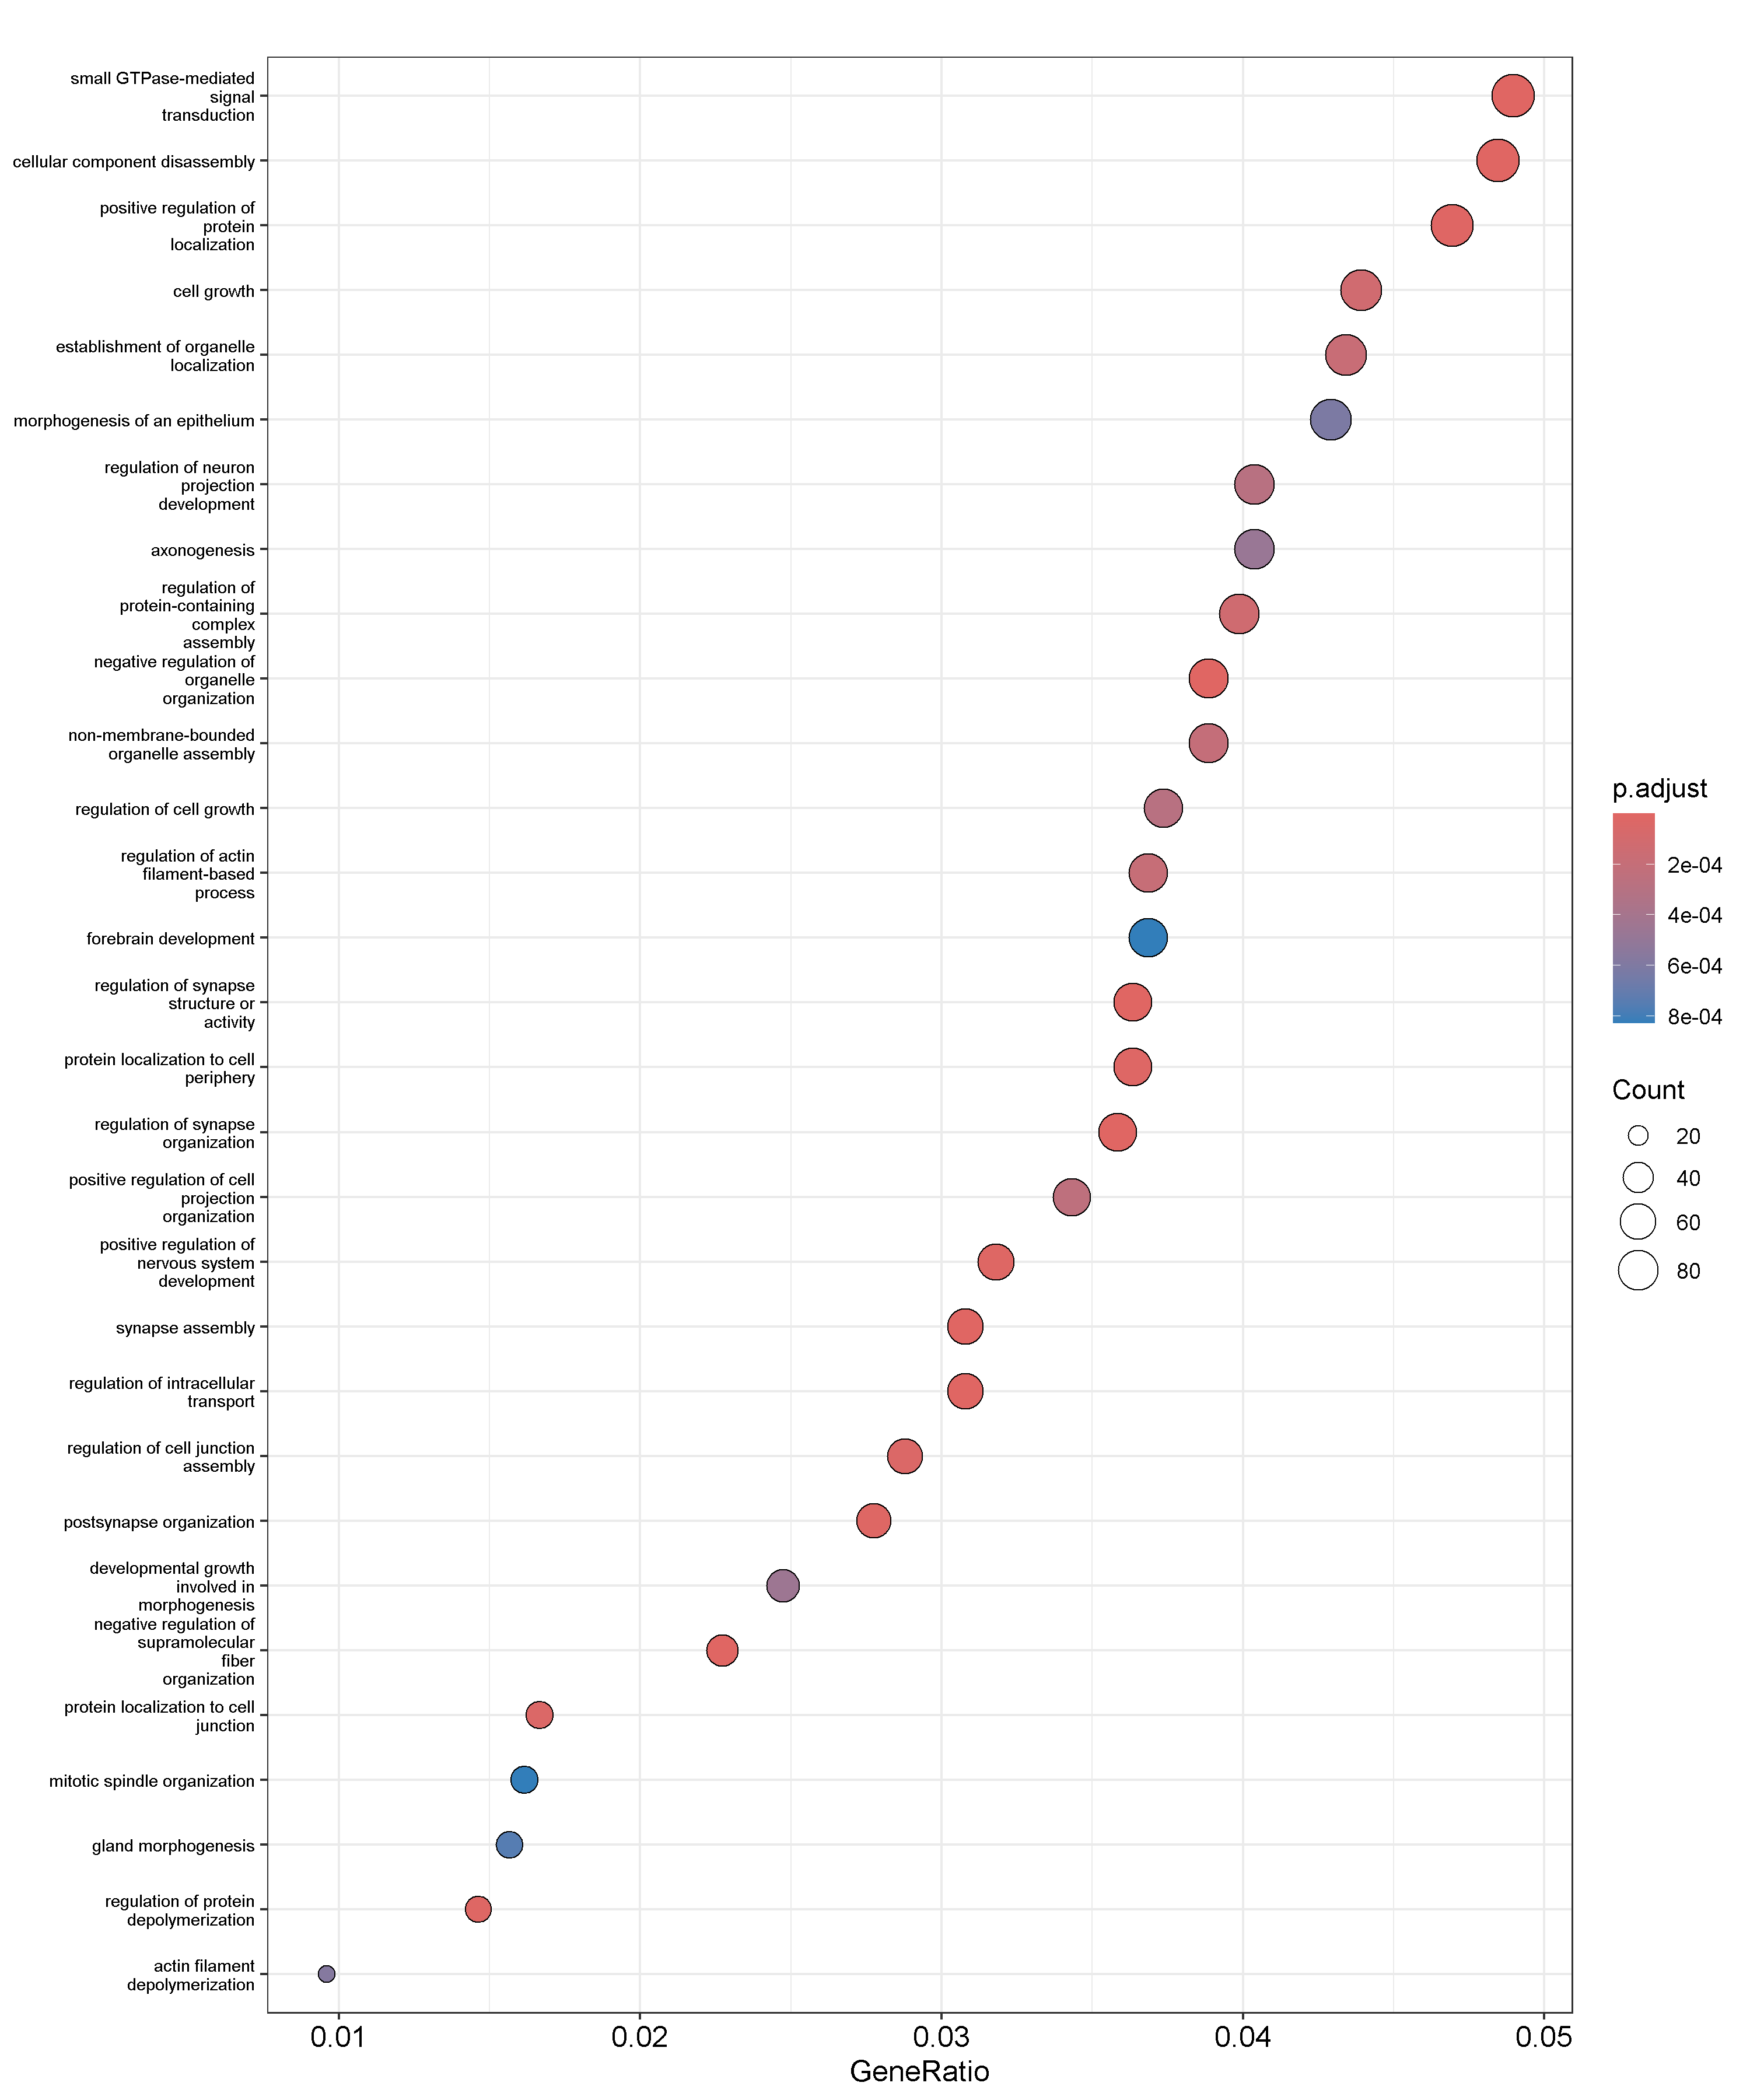 small GTPase-mediated
signal
transduction
cellular component disassembly
positive regulation of
protein
localization
cell growth
establishment of organelle
localization
morphogenesis of an epithelium
regulation of neuron
projection
development
axonogenesis
regulation of
protein-containing
complex
assembly
negative regulation of
organelle
organization
non-membrane-bounded
organelle assembly
regulation of cell growth
regulation of actin
filament-based
process
forebrain development
regulation of synapse
structure or
activity
protein localization to cell
periphery
regulation of synapse
organization
positive regulation of cell
projection
organization
positive regulation of
nervous system
development
synapse assembly
regulation of intracellular
transport
regulation of cell junction
assembly
postsynapse organization
developmental growth
involved in
morphogenesis
negative regulation of
supramolecular
fiber
organization
protein localization to cell
junction
mitotic spindle organization
gland morphogenesis
regulation of protein
depolymerization
actin filament
depolymerization
0.01 0.02 0.03 0.04 0.05
GeneRatio
p.adjust
2e-04
4e-04
6e-04
8e-04
Count
20
40
60
80